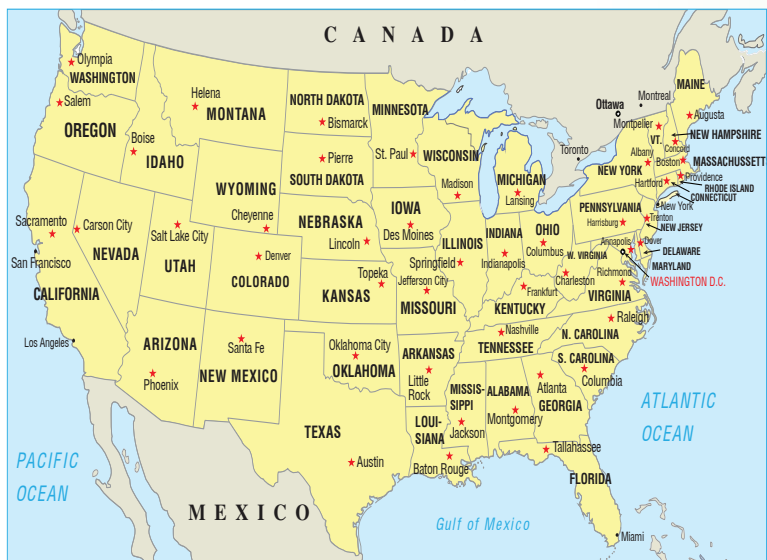 CANADA
Olympia
WASHINGTON
Salem
OREGON
Helena
MONTANA
Boise
IDAHO
NORTH DAKOTA
Bismarck
Pierre
SOUTH DAKOTA
MINNESOTA
St. Paul
WISCONSIN
Madison
MICHIGAN
Lansing
Toronto
Ottawa
Montreal
MAINE
Augusta
Montpelier
VT.
NEW HAMPSHIRE
Concord
Albany
Boston
MASSACHUSSETT
NEW YORK
Hartford
Providence
RHODE ISLAND
CONNECTICUT
New York
PENNSYLVANIA
Harrisburg
Trenton
NEW JERSEY
Annapolis
Dover
DELAWARE
MARYLAND
WASHINGTON D.C.
WYOMING
Cheyenne
NEBRASKA
Lincoln
IOWA
Des Moines
ILLINOIS
Springfield
INDIANA
Indianapolis
OHIO
Columbus
W. VIRGINIA
Charleston
Richmond
VIRGINIA
Sacramento
Carson City
San Francisco
NEVADA
CALIFORNIA
Salt Lake City
UTAH
Denver
COLORADO
Topeka
KANSAS
Jefferson City
MISSOURI
Frankfurt
KENTUCKY
Nashville
TENNESSEE
Raleigh
N. CAROLINA
S. CAROLINA
Columbia
Los Angeles
ARIZONA
Phoenix
Santa Fe
NEW MEXICO
Oklahoma City
OKLAHOMA
ARKANSAS
Little
Rock
MISSIS-
SIPPI
Jackson
ALABAMA
Montgomery
Atlanta
GEORGIA
TEXAS
Austin
LOUI-
SIANA
Baton Rouge
Tallahassee
FLORIDA
Miami
ATLANTIC
OCEAN
PACIFIC
OCEAN
MEXICO
Gulf of Mexico